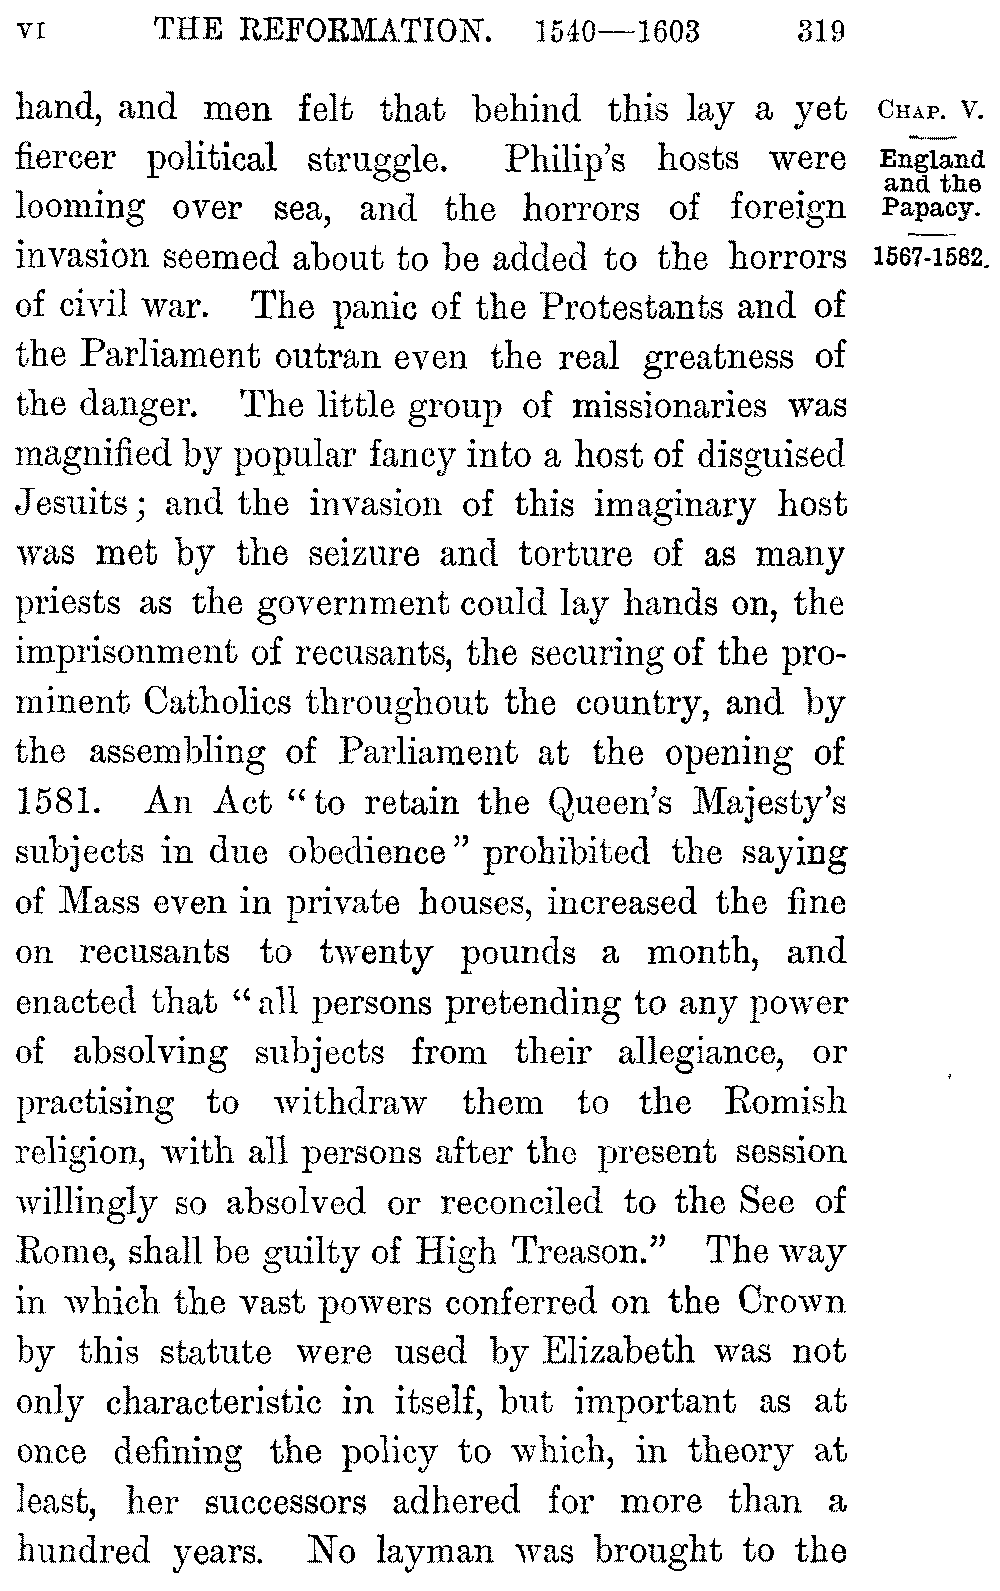 VI THE REFORMATION. 1540—1603 319
hand, and men felt that behind this lay a yet
fiercer political struggle. Philip's hosts were
looming over sea, and the horrors of foreign
invasion seemed about to be added to the horrors
of civil war. The panic of the Protestants and of
the Parliament outran even the real greatness of
the danger. The little group of missionaries was
magnified by popular fancy into a host of disguised
Jesuits; and the invasion of this imaginary host
was met by the seizure and torture of as many
priests as the government could lay hands on, the
imprisonment of recusants, the securing of the pro-
minent Catholics throughout the country, and by
the assembling of Parliament at the opening of
1581. An Act "to retain the Queen's Majesty's
subjects in due obedience" prohibited the saying
of Mass even in private houses, increased the fine
on recusants to twenty pounds a month, and
enacted that "all persons pretending to any power
of absolving subjects from their allegiance, or
practising to withdraw them to the Romish
religion, with all persons after the present session
willingly so absolved or reconciled to the See of
Rome, shall be guilty of High Treason." The way
in which the vast powers conferred on the Crown
by this statute were used by Elizabeth was not
only characteristic in itself, but important as at
once defining the policy to which, in theory at
least, her successors adhered for more than a
hundred years. No layman was brought to the
CHAP. V.
England
and the
Papacy.
1567-1582.